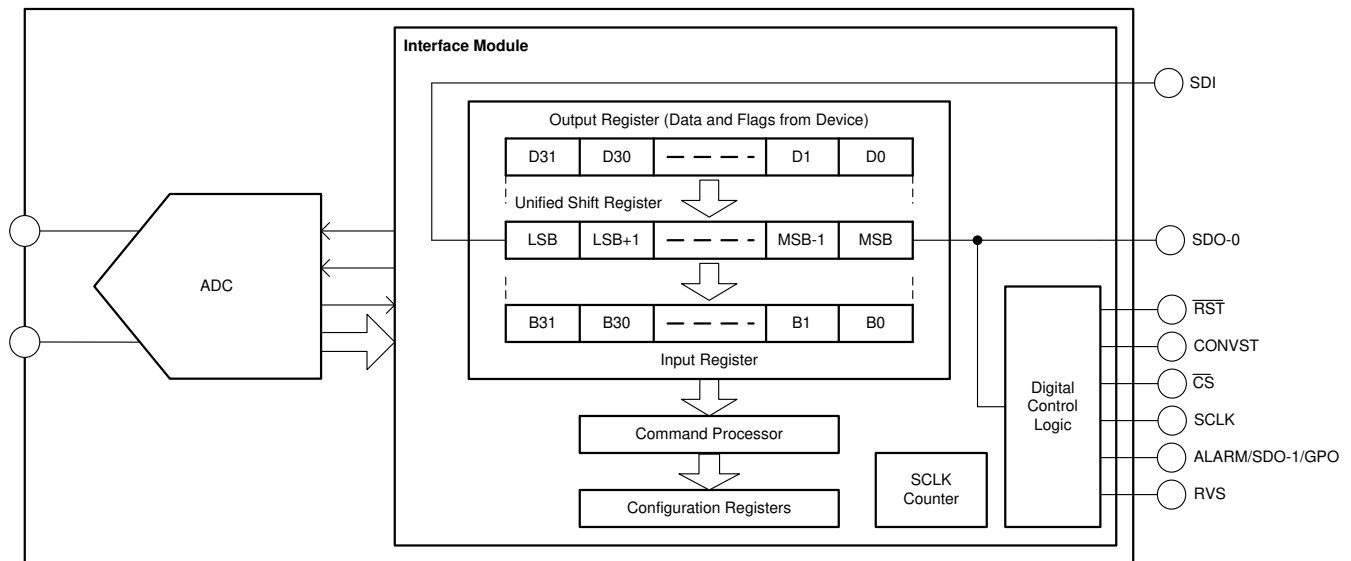 Interface Module
SDI
Output Register (Data and Flags from Device)
D31 D30 D1 D0
Unified Shift Register
LSB LSB+1 MSB-1 MSB
SDO-0
ADC
B31 B30 B1 B0
Input Register
RST
CONVST
CS
SCLK
ALARM/SDO-1/GPO
RVS
Digital
Control
Logic
Command Processor
SCLK
Counter
Configuration Registers